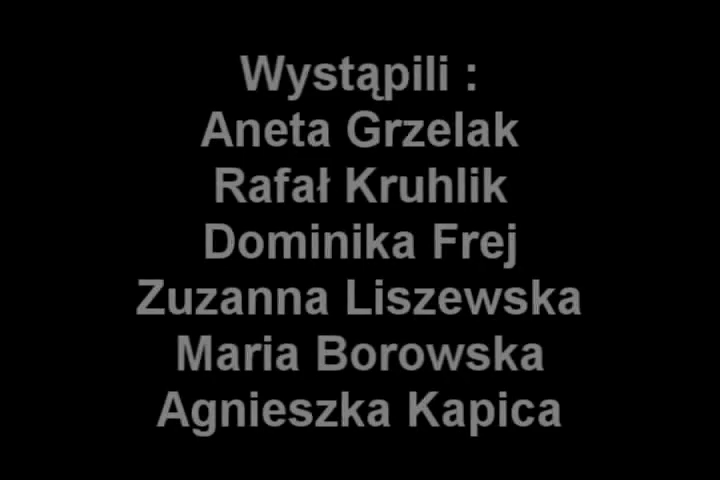 Wystąpili :
Aneta Grzelak
Rafał Kruhlik
Dominika Frej
Zuzanna Liszewska
Maria Borowska
Agnieszka Kapica